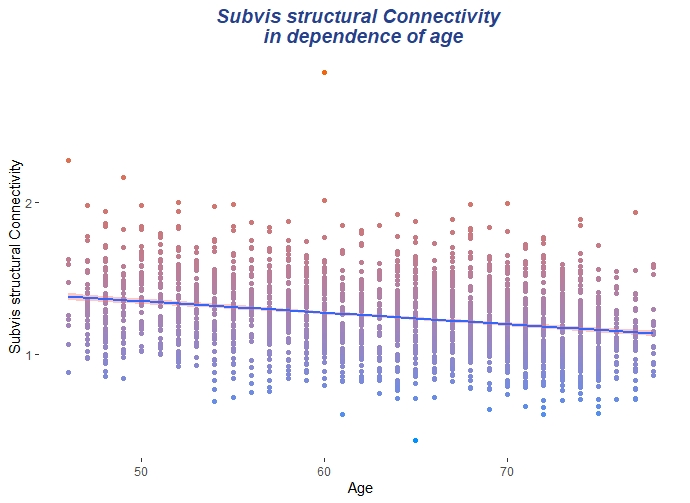 Subvis structural Connectivity
in dependence of age
Subvis structural Connectivity
2
1
50
60
70
Age